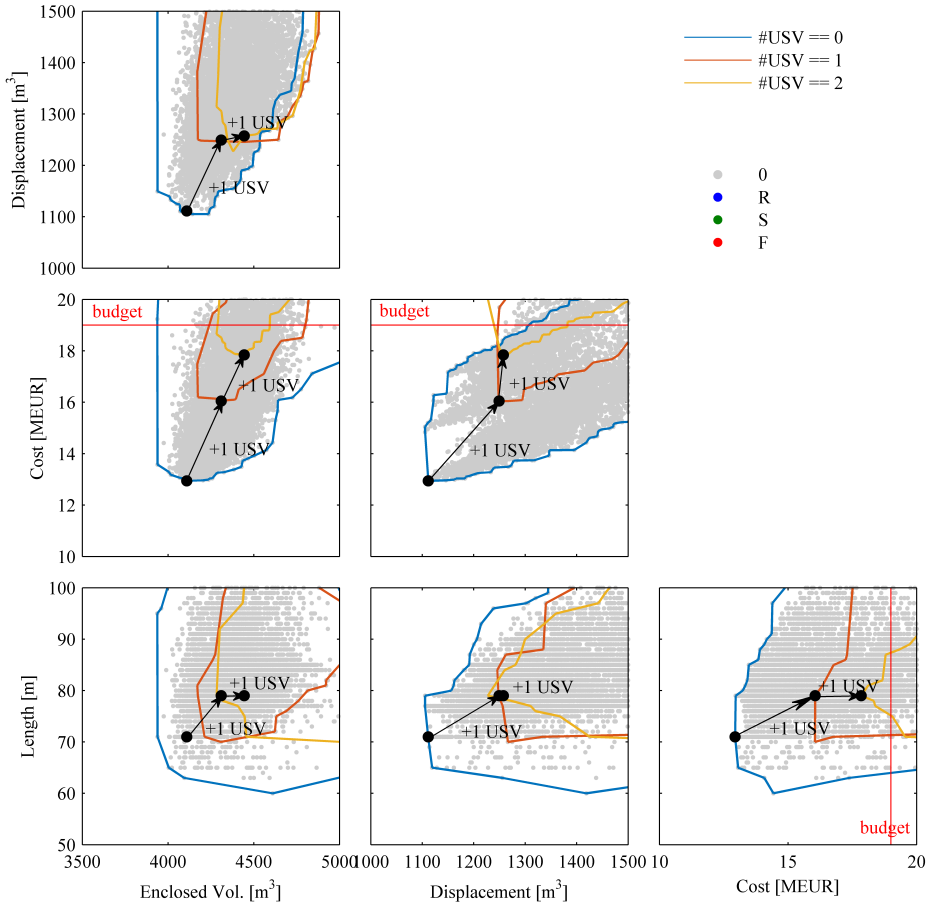 1500
1400
1300
1200
1100
1000
Displacement [m³]
+1 USV
+1 USV
#USV == 0
#USV == 1
#USV == 2
0
R
S
F
20
18
16
14
12
10
Cost [MEUR]
budget
+1 USV
+1 USV
budget
+1 USV
+1 USV
100
90
80
70
60
50
Length [m]
+1 USV
+1 USV
3500
4000
4500
5000
Enclosed Vol. [m³]
+1 USV
+1 USV
1000
1100
1200
1300
1400
1500
Displacement [m³]
+1 USV
+1 USV
budget
10
15
20
Cost [MEUR]